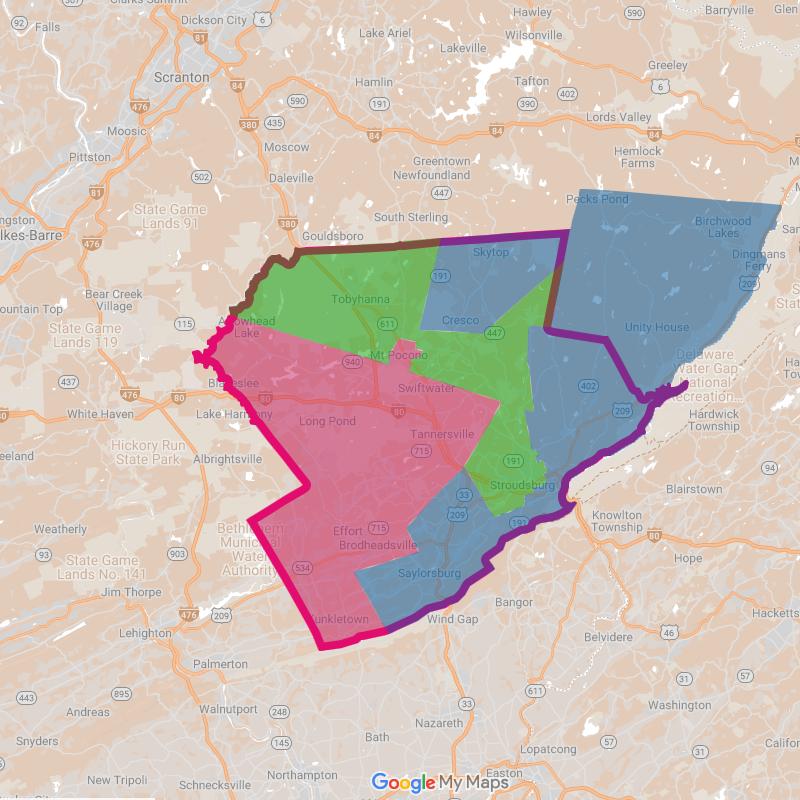 Clarks Summit
Hawley
590
Barryville
Glen
92
Falls
Dickson City
6
81
Lake Ariel
Wilsonville
Lakeville
Scranton
84
Hamlin
Tafton
Greeley
476
590
191
402
6
390
Moosic
380
435
84
84
Lords Valley
Pittston
Moscow
84
Hemlock
Farms
Greentown
Newfoundland
502
Daleville
81
447
Pecks Pond
State Game
Lands 91
South Sterling
Birchwood
Lakes
380
Gouldsboro
476
Skytop
Dingmans
Ferry
191
209
Bear Creek
Village
Tobyhanna
ountain Top
115
Arrowhead
Lake
611
Cresco
Unity House
State Game
Lands 119
447
Mt Pocono
940
Delaware
Water Gap
National
Recreation...
437
Blakeslee
Swiftwater
402
476
80
80
White Haven
Lake Harmony
80
209
Hardwick
Township
Long Pond
Tannersville
Hickory Run
State Park
715
Albrightsville
191
94
Stroudsburg
Blairstown
33
209
191
Weatherly
Bethlehem
Municipal
Water
Authority
Effort
715
Brodheadsville
Knowlton
Township
80
93
903
State Game
Lands No. 141
534
Hope
Saylorsburg
Jim Thorpe
Bangor
476
209
Kunkletown
Wind Gap
Hacketts
Lehighton
Belvidere
46
Palmerton
443
895
31
57
611
Walnutport
33
Andreas
248
Washington
Snyders
145
Bath
Nazareth
57
31
Lopatcong
Northampton
Easton
New Tripoli
Schnecksville
Google My Maps